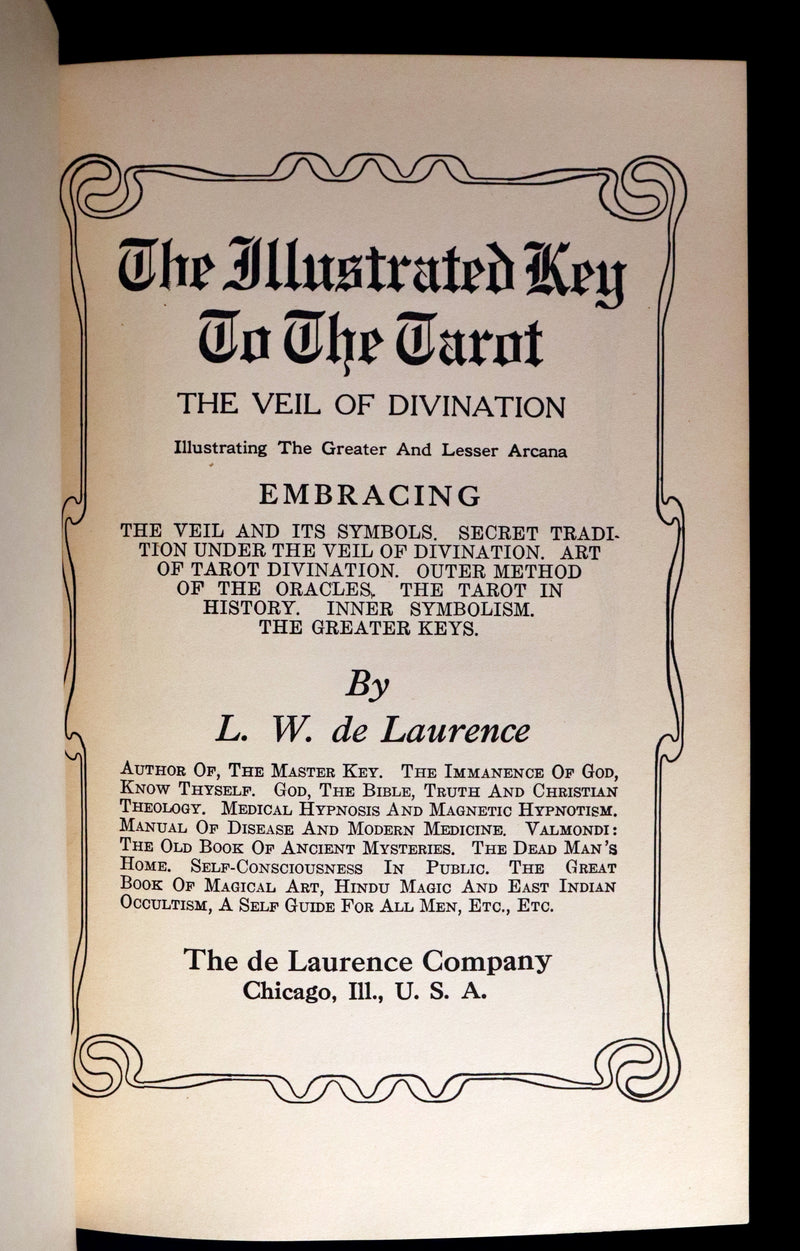 The Illustrated Key
To The Tarot
THE VEIL OF DIVINATION
Illustrating The Greater And Lesser Arcana
EMBRACING
THE VEIL AND ITS SYMBOLS. SECRET TRADI-
TION UNDER THE VEIL OF DIVINATION. ART
OF TAROT DIVINATION. OUTER METHOD
OF THE ORACLES. THE TAROT IN
HISTORY. INNER SYMBOLISM.
THE GREATER KEYS.
By
L. W. de Laurence
Author Of, The Master Key. The Immanence Of God,
Know Thyself. God, The Bible, Truth And Christian
Theology. Medical Hypnosis And Magnetic Hypnotism.
Manual Of Disease And Modern Medicine. Valmondi:
The Old Book Of Ancient Mysteries. The Dead Man's
Home. Self-Consciousness In Public. The Great
Book Of Magical Art, Hindu Magic And East Indian
Occultism, A Self Guide For All Men, Etc., Etc.
The de Laurence Company
Chicago, Ill., U. S. A.